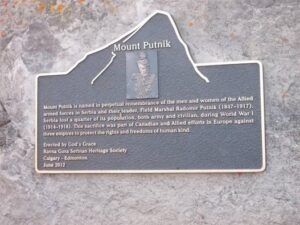 Mount Putnik
Mount Putnik is named in perpetual remembrance of the men and women of the Allied
armed forces in Serbia and their leader, Field Marshal Radomir Putnik (1847-1917).
Serbia lost a quarter of its population, both army and civilian, during World War I
(1914-1918). This sacrifice was part of Canadian and Allied efforts in Europe against
three empires to protect the rights and freedoms of human kind.
Erected by God's Grace
Ravna Gora Serbian Heritage Society
Calgary - Edmonton
June 2012